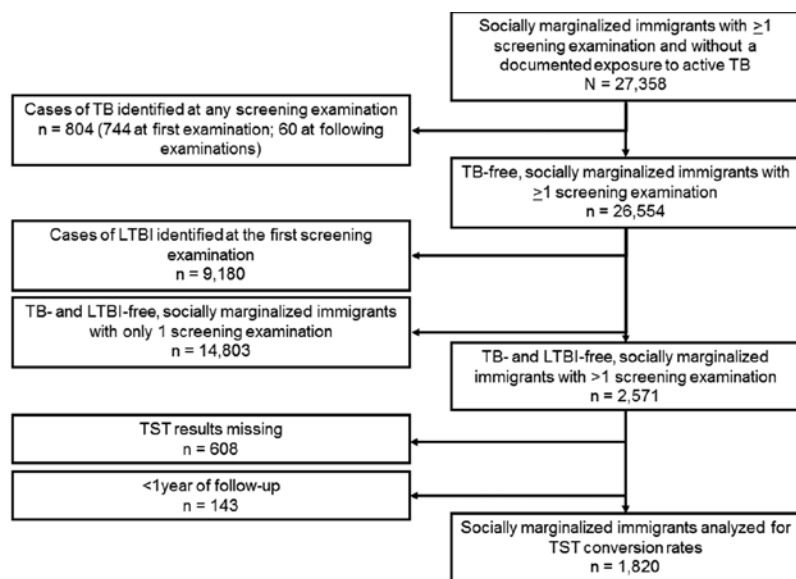 Socially marginalized immigrants with ≥1
screening examination and without a
documented exposure to active TB
N = 27,358
Cases of TB identified at any screening examination
n = 804 (744 at first examination; 60 at following
examinations)
TB-free, socially marginalized immigrants with
≥1 screening examination
n = 26,554
Cases of LTBI identified at the first screening
examination
n = 9,180
TB- and LTBI-free, socially marginalized immigrants
with only 1 screening examination
n = 14,803
TB- and LTBI-free, socially marginalized
immigrants with >1 screening examination
n = 2,571
TST results missing
n = 608
<1year of follow-up
n = 143
Socially marginalized immigrants analyzed for
TST conversion rates
n = 1,820